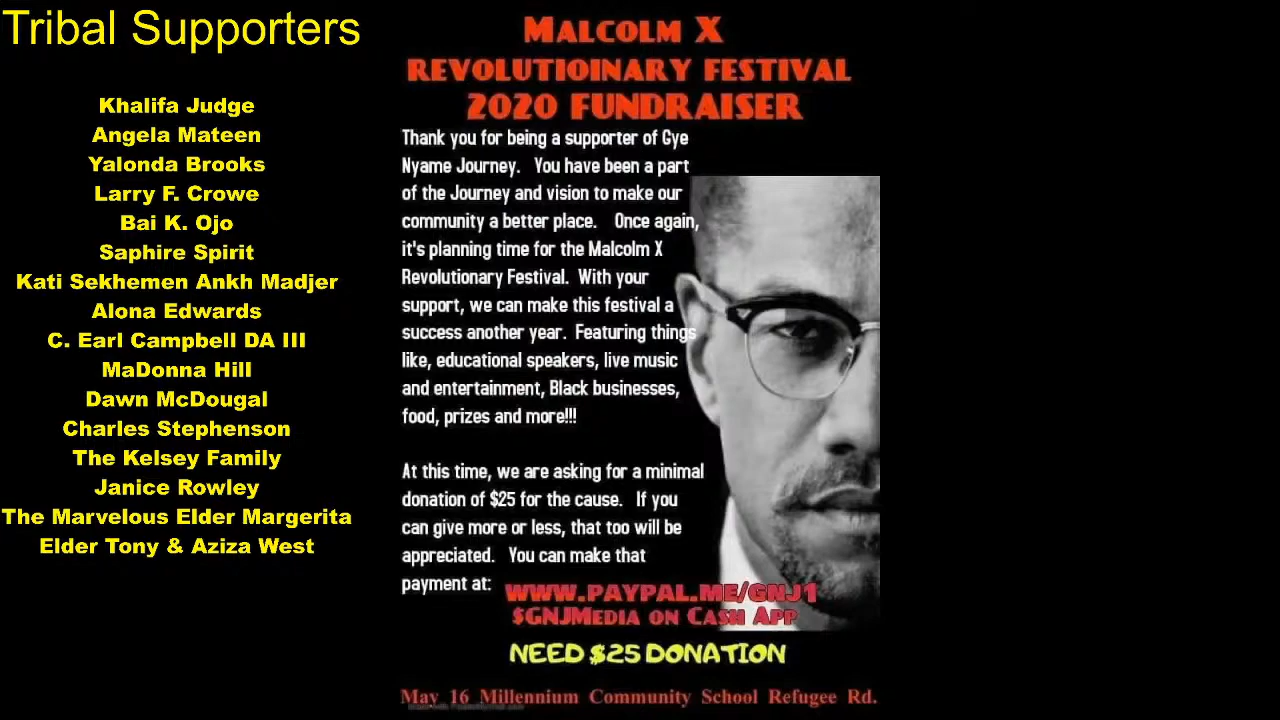 Tribal Supporters
Khalifa Judge
Angela Mateen
Yalonda Brooks
Larry F. Crowe
Bai K. Ojo
Saphire Spirit
Kati Sekhemen Ankh Madjer
Alona Edwards
C. Earl Campbell DA III
MaDonna Hill
Dawn McDougal
Charles Stephenson
The Kelsey Family
Janice Rowley
The Marvelous Elder Margerita
Elder Tony & Aziza West
MALCOLM X
REVOLUTIOINARY FESTIVAL
2020 FUNDRAISER
Thank you for being a supporter of Gye
Nyame Journey. You have been a part
of the Journey and vision to make our
community a better place. Once again,
it's planning time for the Malcolm X
Revolutionary Festival. With your
support, we can make this festival a
success another year. Featuring things
like, educational speakers, live music
and entertainment, Black businesses,
food, prizes and more!!!
At this time, we are asking for a minimal
donation of $25 for the cause. If you
can give more or less, that too will be
appreciated. You can make that
payment at:
WWW.PAYPAL.ME/GNJ1
$GNJMEDIA ON CASH APP
NEED $25 DONATION
May 16 Millennium Community School Refugee Rd.